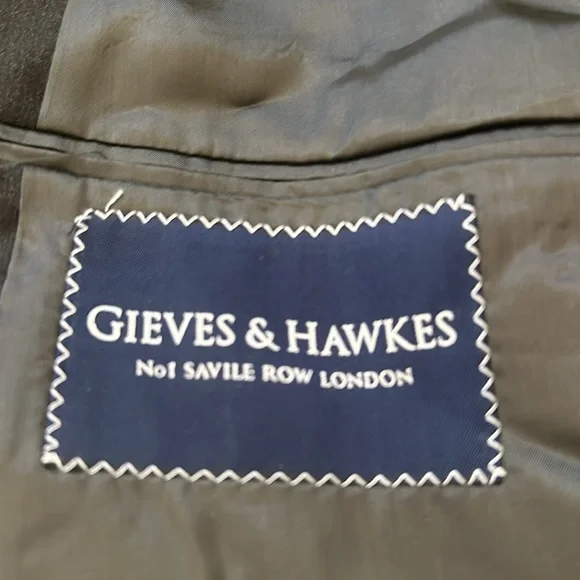 GIEVES & HAWKES
No1 SAVILE ROW LONDON